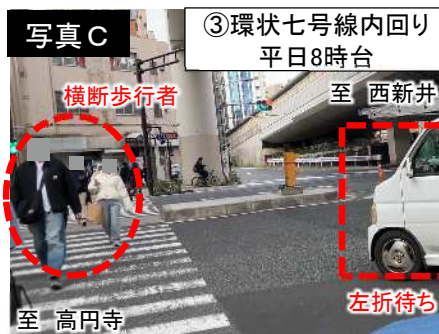 写真C
③環状七号線内回り
平日8時台
横断歩行者
至 西新井
至 高円寺
左折待ち